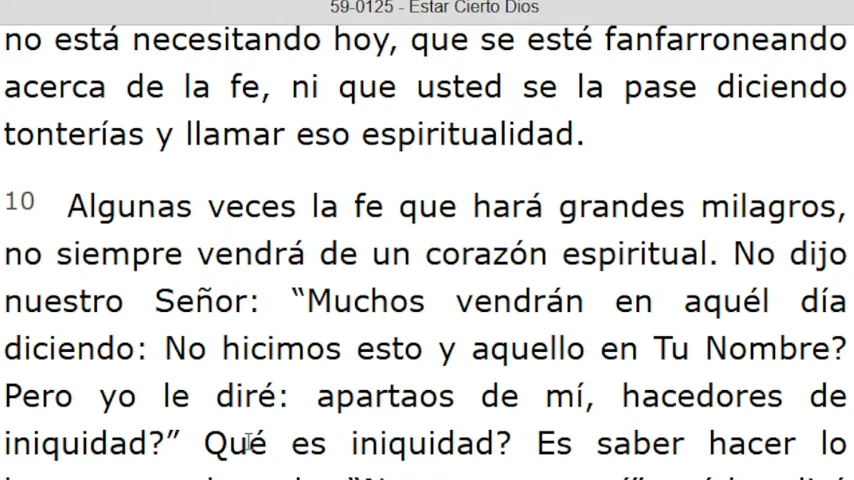 59-0125 - Estar Cierto Dios
no está necesitando hoy, que se esté fanfarroneando
acerca de la fe, ni que usted se la pase diciendo
tonterías y llamar eso espiritualidad.
10 Algunas veces la fe que hará grandes milagros,
no siempre vendrá de un corazón espiritual. No dijo
nuestro Señor: “Muchos vendrán en aquél día
diciendo: No hicimos esto y aquello en Tu Nombre?
Pero yo le diré: apartaos de mí, hacedores de
iniquidad?” Qué es iniquidad? Es saber hacer lo